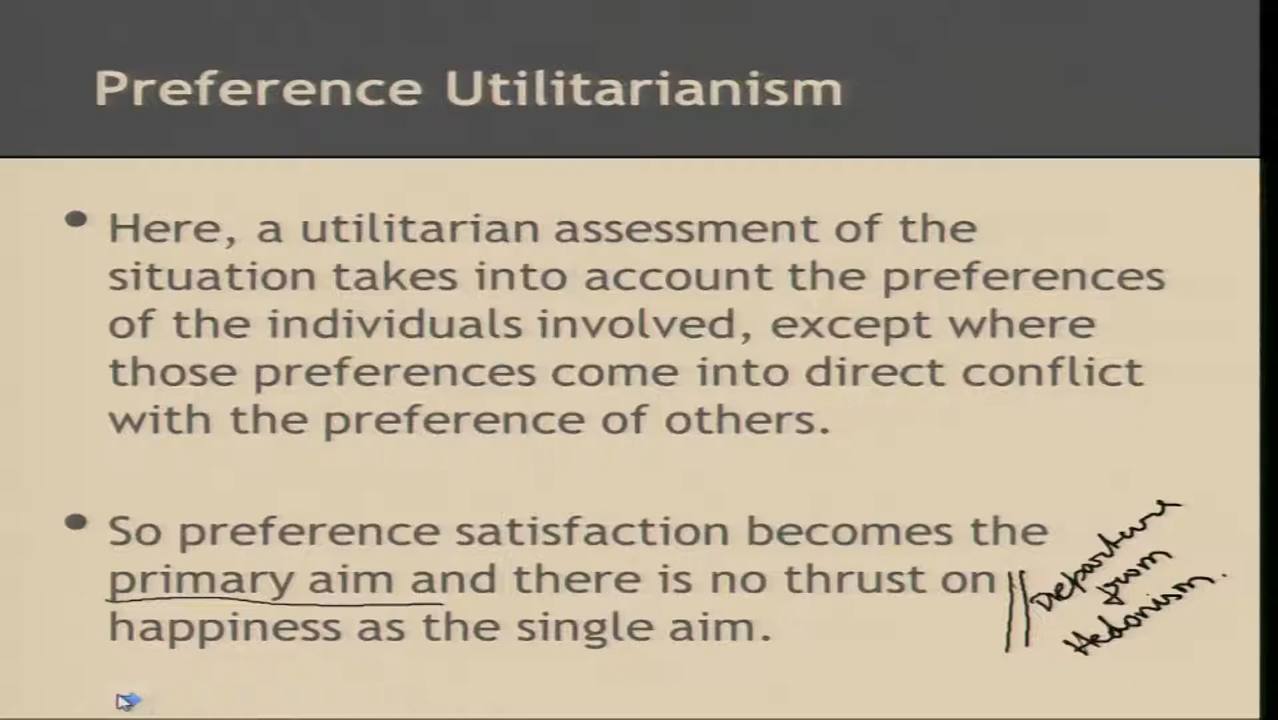 Preference Utilitarianism
• Here, a utilitarian assessment of the
situation takes into account the preferences
of the individuals involved, except where
those preferences come into direct conflict
with the preference of others.
• So preference satisfaction becomes the
primary aim and there is no thrust on
happiness as the single aim.
Departure
from
Hedonism.